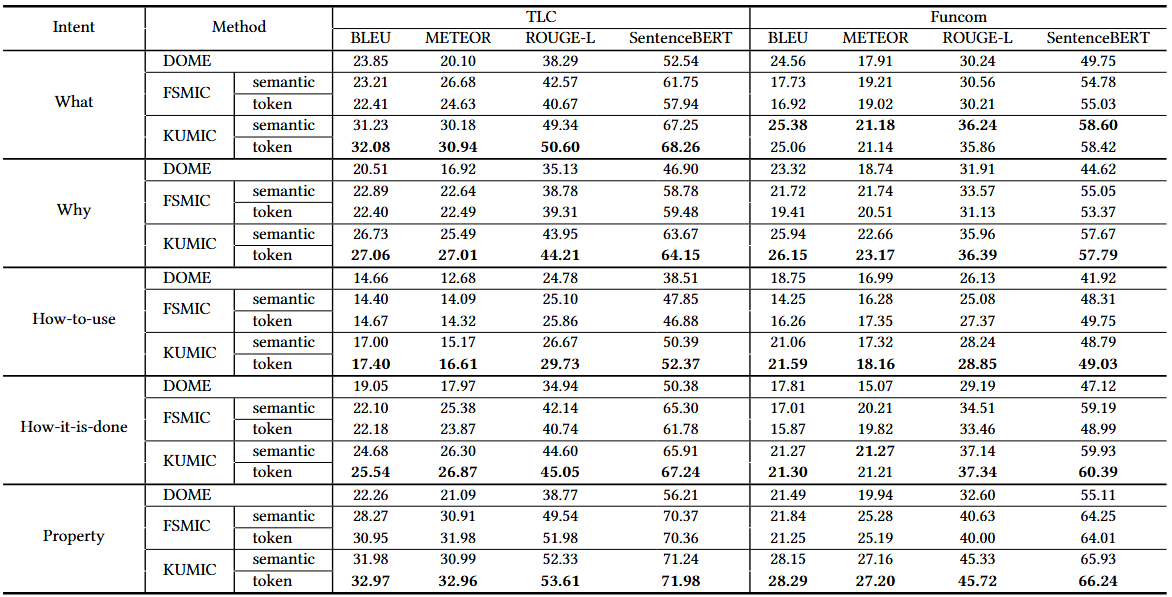 Intent Method TLC Funcom
BLEU METEOR ROUGE-L SentenceBERT BLEU METEOR ROUGE-L SentenceBERT
What DOME 23.85 20.10 38.29 52.54 24.56 17.91 30.24 49.75
FSMIC semantic 23.21 26.68 42.57 61.75 17.73 19.21 30.56 54.78
token 22.41 24.63 40.67 57.94 16.92 19.02 30.21 55.03
KUMIC semantic 31.23 30.18 49.34 67.25 25.38 21.18 36.24 58.60
token 32.08 30.94 50.60 68.26 25.06 21.14 35.86 58.42
Why DOME 20.51 16.92 35.13 46.90 23.32 18.74 31.91 44.62
FSMIC semantic 22.89 22.64 38.78 58.78 21.72 21.74 33.57 55.05
token 22.40 22.49 39.31 59.48 19.41 20.51 31.13 53.37
KUMIC semantic 26.73 25.49 43.95 63.67 25.94 22.66 35.96 57.67
token 27.06 27.01 44.21 64.15 26.15 23.17 36.39 57.79
How-to-use DOME 14.66 12.68 24.78 38.51 18.75 16.99 26.13 41.92
FSMIC semantic 14.40 14.09 25.10 47.85 14.25 16.28 25.08 48.31
token 14.67 14.32 25.86 46.88 16.26 17.35 27.37 49.75
KUMIC semantic 17.00 15.17 26.67 50.39 21.06 17.32 28.24 48.79
token 17.40 16.61 29.73 52.37 21.59 18.16 28.85 49.03
How-it-is-done DOME 19.05 17.97 34.94 50.38 17.81 15.07 29.19 47.12
FSMIC semantic 22.10 25.38 42.14 65.30 17.01 20.21 34.51 59.19
token 22.18 23.87 40.74 61.78 15.87 19.82 33.46 48.99
KUMIC semantic 24.68 26.30 44.60 65.91 21.27 21.27 37.14 59.93
token 25.54 26.87 45.05 67.24 21.30 21.21 37.34 60.39
Property DOME 22.26 21.09 38.77 56.21 21.49 19.94 32.60 55.11
FSMIC semantic 28.27 30.91 49.54 70.37 21.84 25.28 40.63 64.25
token 30.95 31.98 51.98 70.36 21.25 25.19 40.00 64.01
KUMIC semantic 31.98 30.99 52.33 71.24 28.15 27.16 45.33 65.93
token 32.97 32.96 53.61 71.98 28.29 27.20 45.72 66.24